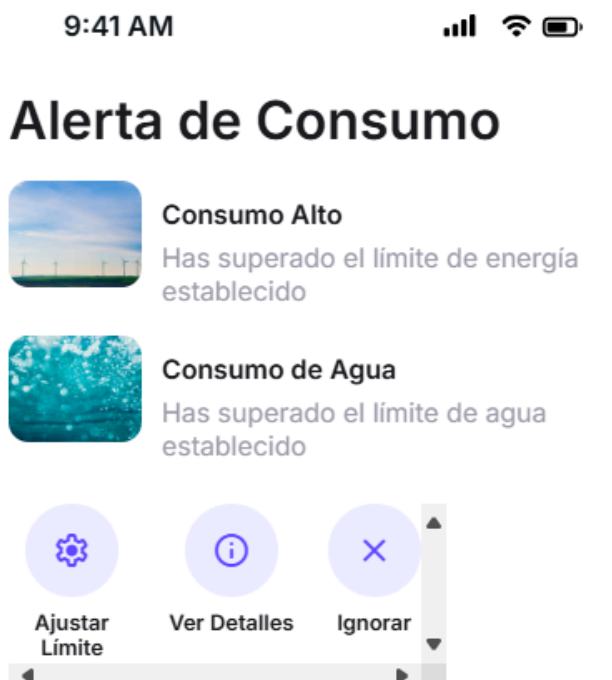 9:41 AM
Alerta de Consumo
Consumo Alto
Has superado el límite de energía
establecido
Consumo de Agua
Has superado el límite de agua
establecido
Ajustar
Límite
Ver Detalles
Ignorar